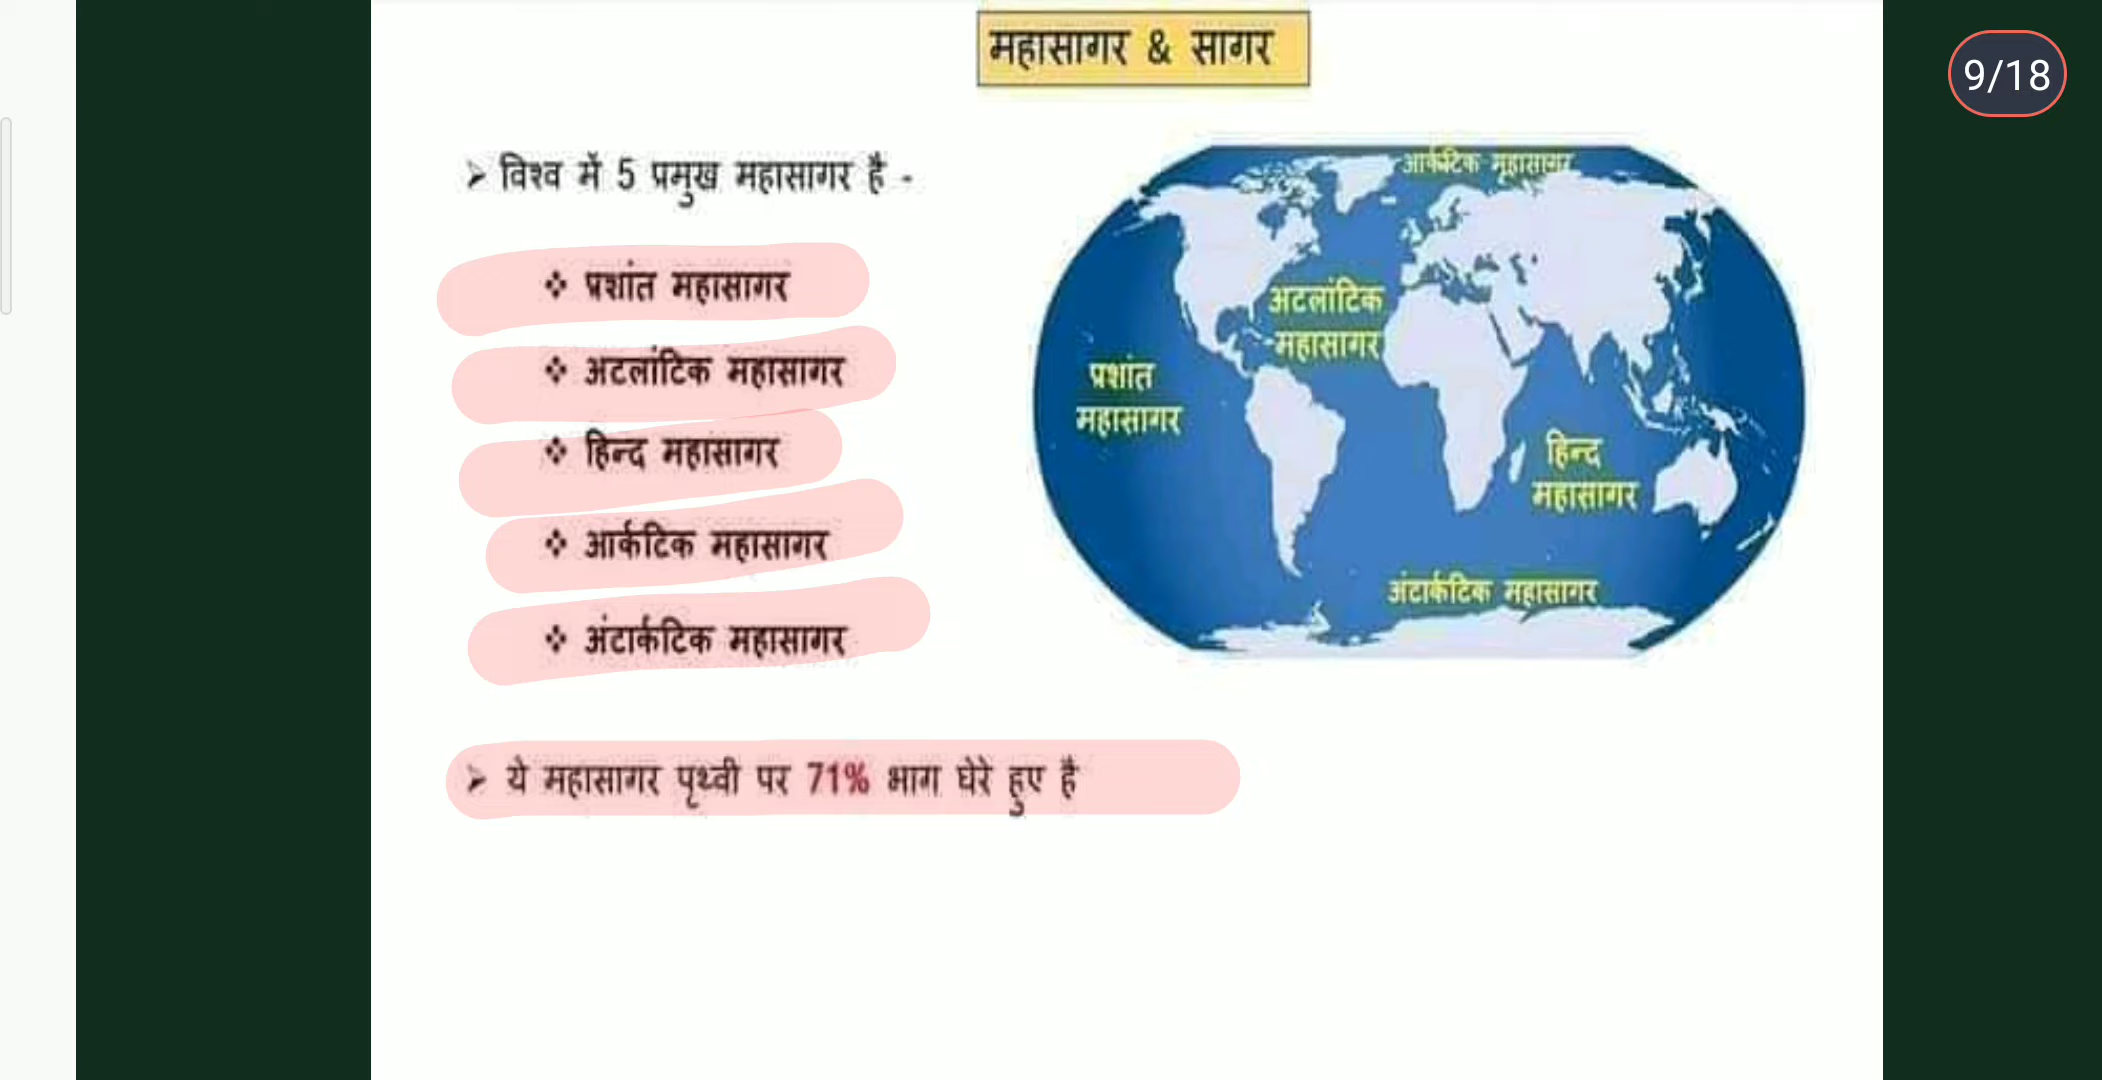 महासागर & सागर
9/18
➢ विश्व में 5 प्रमुख महासागर है -
❖ प्रशांत महासागर
❖ अटलांटिक महासागर
❖ हिन्द महासागर
❖ आर्कटिक महासागर
❖ अंटार्कटिक महासागर
➢ ये महासागर पृथ्वी पर 71% भाग घेरे हुए है
आर्कटिक महासागर
अटलांटिक
महासागर
प्रशांत
महासागर
हिन्द
महासागर
अंटार्कटिक महासागर